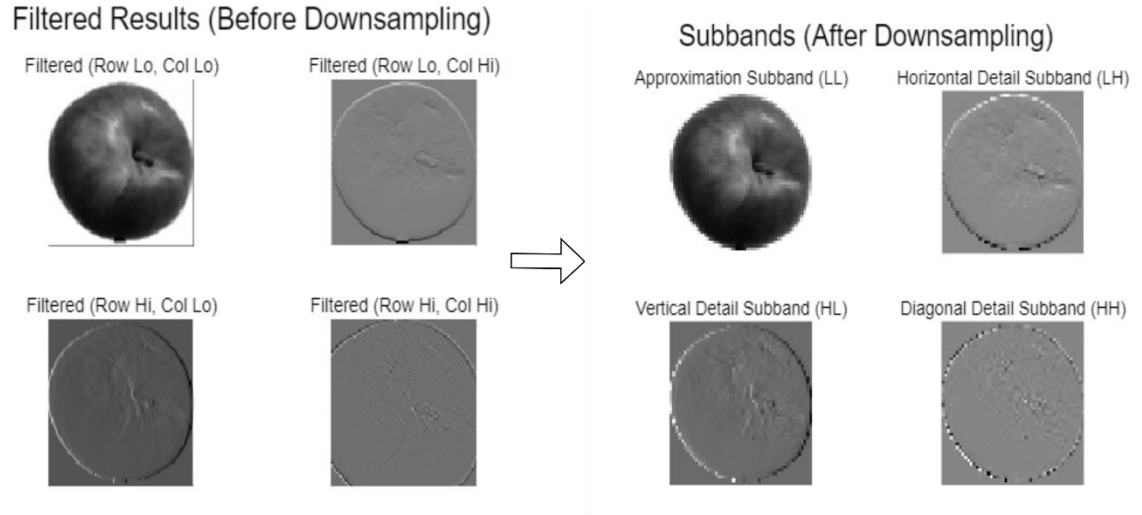 Filtered Results (Before Downsampling)
Filtered (Row Lo, Col Lo)
Filtered (Row Lo, Col Hi)
Filtered (Row Hi, Col Lo)
Filtered (Row Hi, Col Hi)
Subbands (After Downsampling)
Approximation Subband (LL)
Horizontal Detail Subband (LH)
Vertical Detail Subband (HL)
Diagonal Detail Subband (HH)